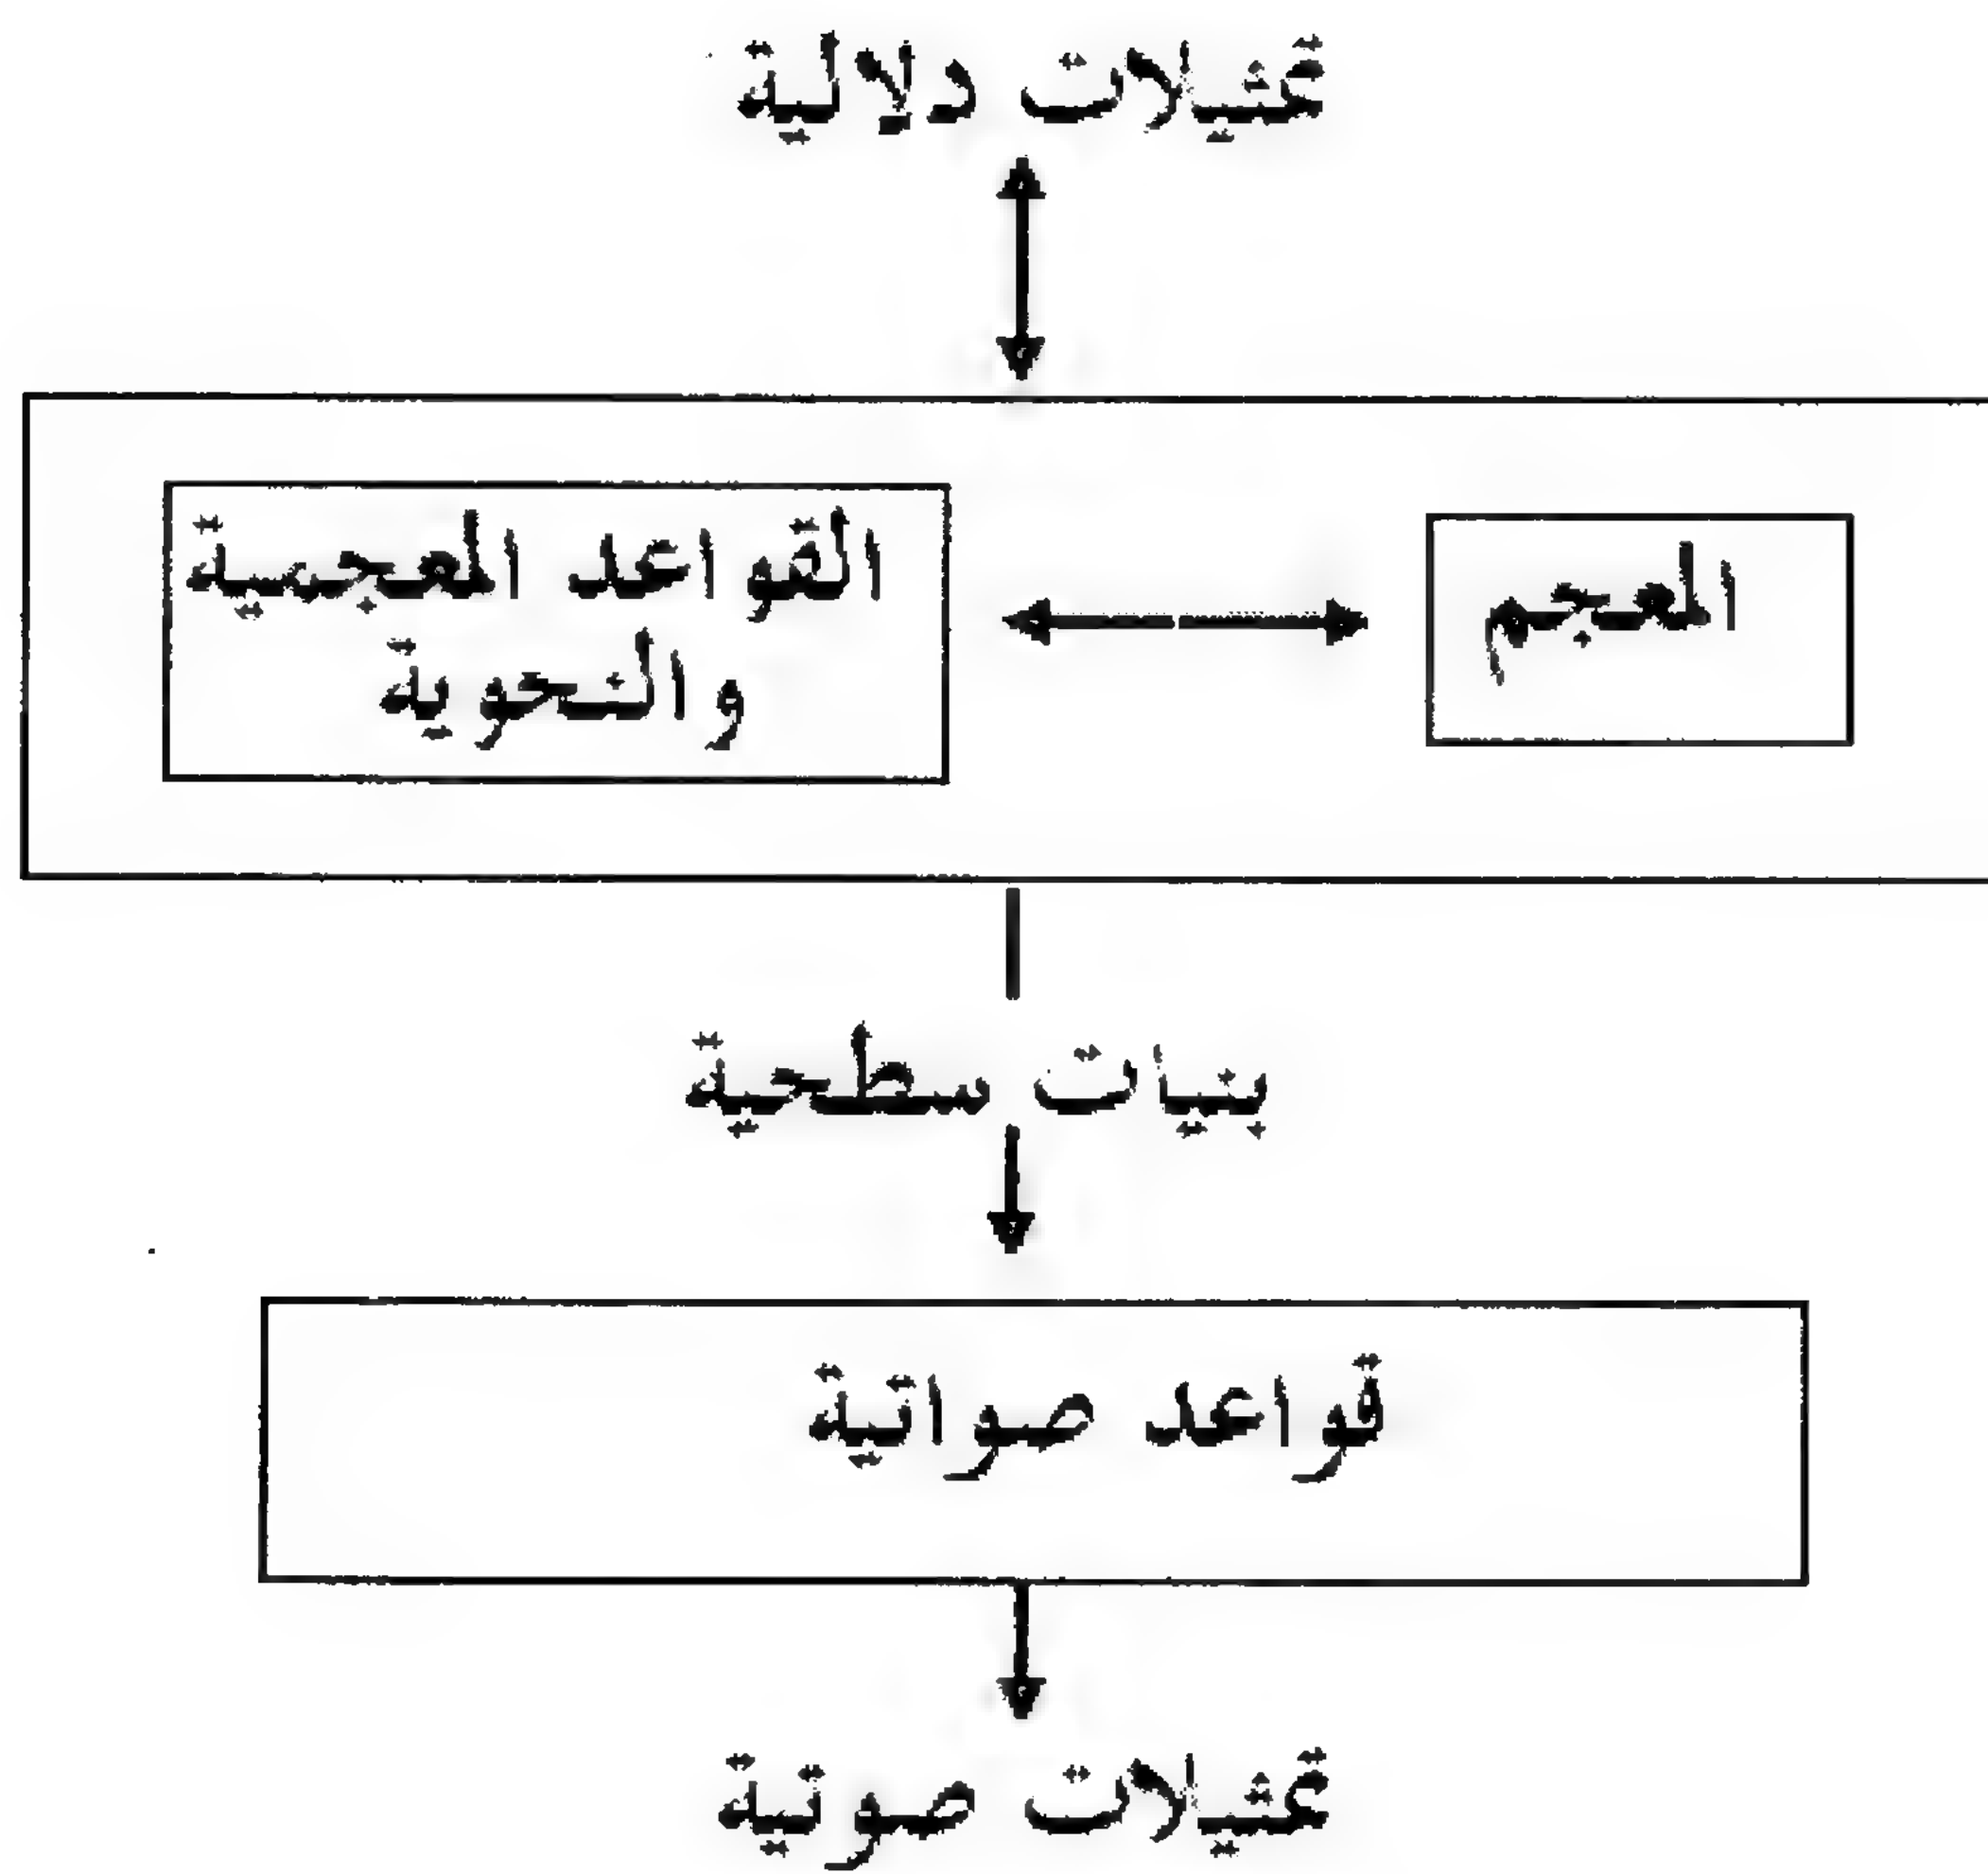 تمثيلات دلالية
المعجم
القواعد المعجمية
والنحوية
بنيات سطحية
قواعد صواتية
تمثيلات صوتية